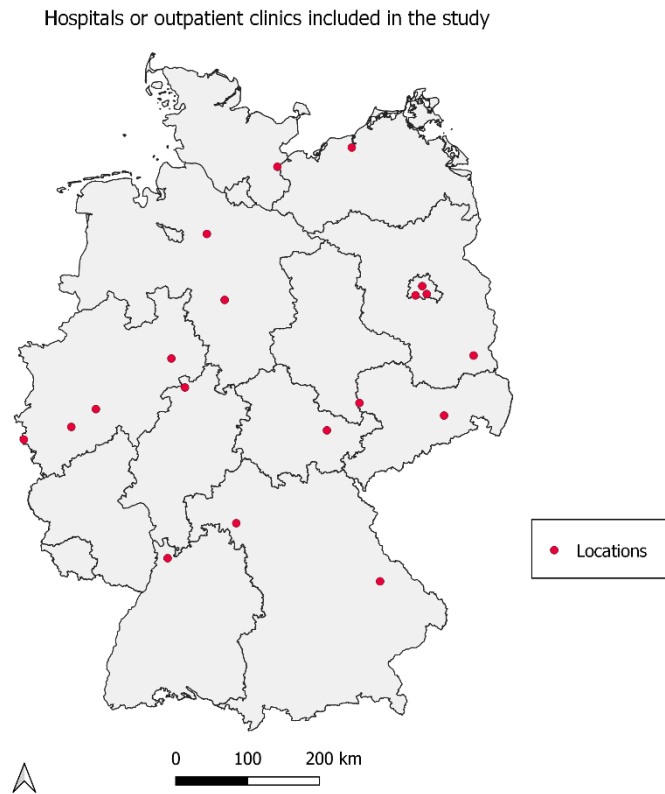 Hospitals or outpatient clinics included in the study
Locations
0 100 200 km